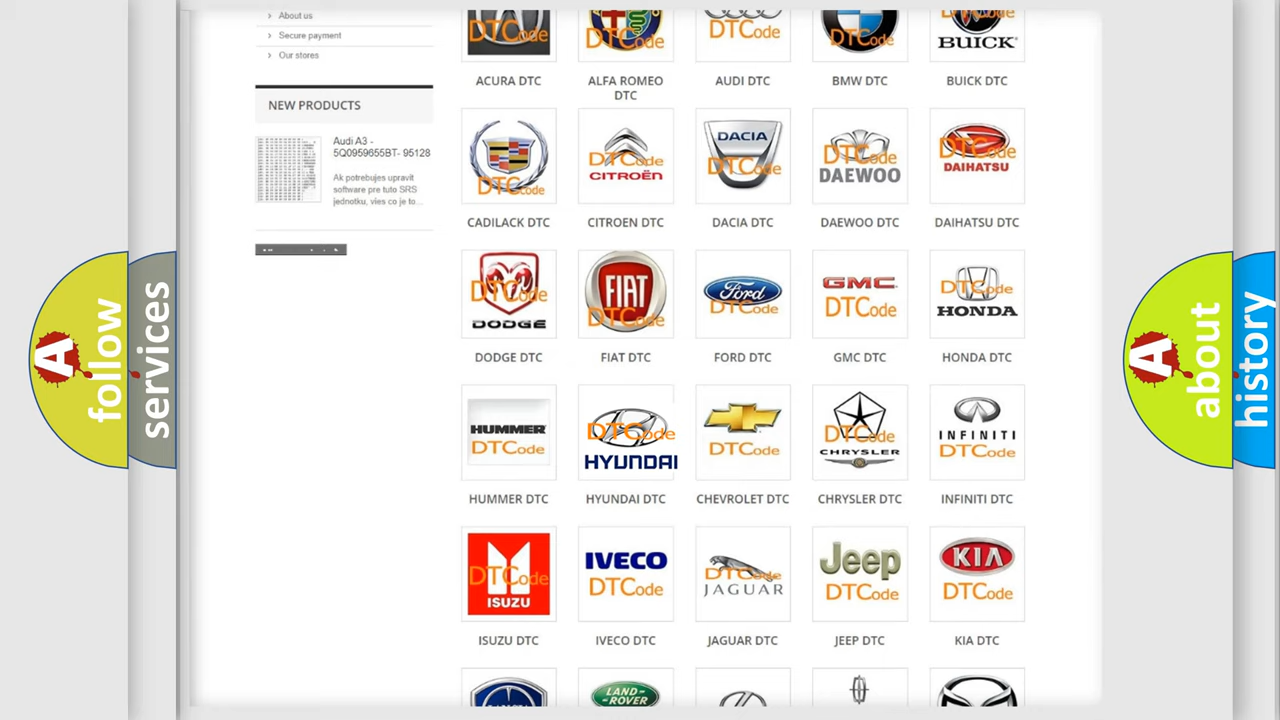 About us
Secure payment
Our stores
NEW PRODUCTS
Audi A3 -
5Q0959655BT- 95128
Ak potrebujes upravit
software pre tuto SRS
jednotku, vies co je to...
DTCode DTCode DTCode DTCode BUICK
ACURA DTC ALFA ROMEO DTC AUDI DTC BMW DTC BUICK DTC
DTCode
DTCode CITROËN
DACIA DTCode
DTCode DAEWOO
DTCode DAIHATSU
CADILACK DTC CITROEN DTC DACIA DTC DAEWOO DTC DAIHATSU DTC
DTCode DODGE
FIAT DTCode
Ford DTCode
GMC DTCode
DTCode HONDA
DODGE DTC FIAT DTC FORD DTC GMC DTC HONDA DTC
HUMMER DTCode
DTCode HYUNDAI
DTCode
DTCode CHRYSLER
INFINITI DTCode
HUMMER DTC HYUNDAI DTC CHEVROLET DTC CHRYSLER DTC INFINITI DTC
DTCode ISUZU
IVECO DTCode
DTCode JAGUAR
Jeep DTCode
KIA DTCode
ISUZU DTC IVECO DTC JAGUAR DTC JEEP DTC KIA DTC
LAND-ROVER
A follow
services
A about
history